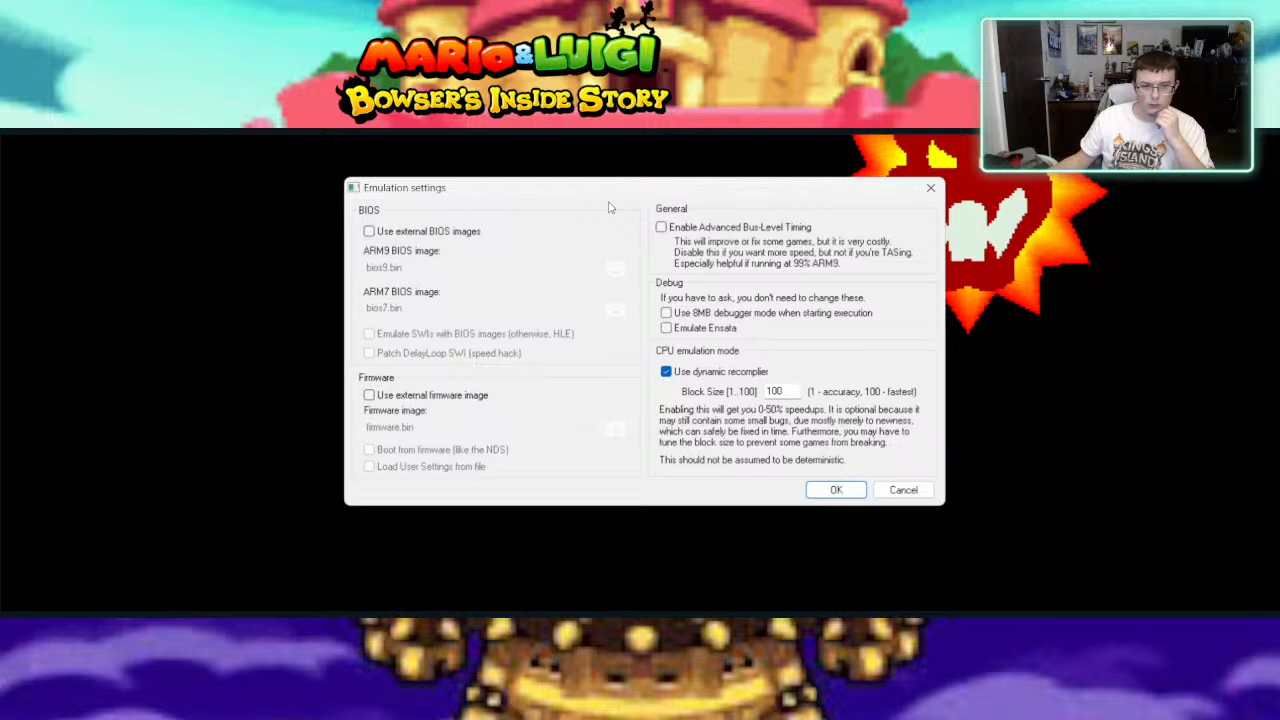 MARIO & LUIGI
BOWSER'S INSIDE STORY
KINGS
ISLAND
Emulation settings
BIOS
Use external BIOS images
ARM9 BIOS image:
bios9.bin
...
ARM7 BIOS image:
bios7.bin
...
Emulate SWIs with BIOS images (otherwise, HLE)
Patch DelayLoop SWI (speed hack)
Firmware
Use external firmware image
Firmware image:
firmware.bin
Boot from firmware (like the NDS)
Load User Settings from file
General
Enable Advanced Bus-Level Timing
This will improve or fix some games, but it is very costly.
Disable this if you want more speed, but not if you're TASing.
Especially helpful if running at 99% ARM9.
Debug
If you have to ask, you don't need to change these.
Use 8MB debugger mode when starting execution
Emulate Ensata
CPU emulation mode
Use dynamic recomplier
Block Size [1..100] 100 (1 - accuracy, 100 - fastest)
Enabling this will get you 0-50% speedups. It is optional because it
may still contain some small bugs, due mostly merely to newness,
which can safely be fixed in time. Furthermore, you may have to
tune the block size to prevent some games from breaking.
This should not be assumed to be deterministic.
OK Cancel